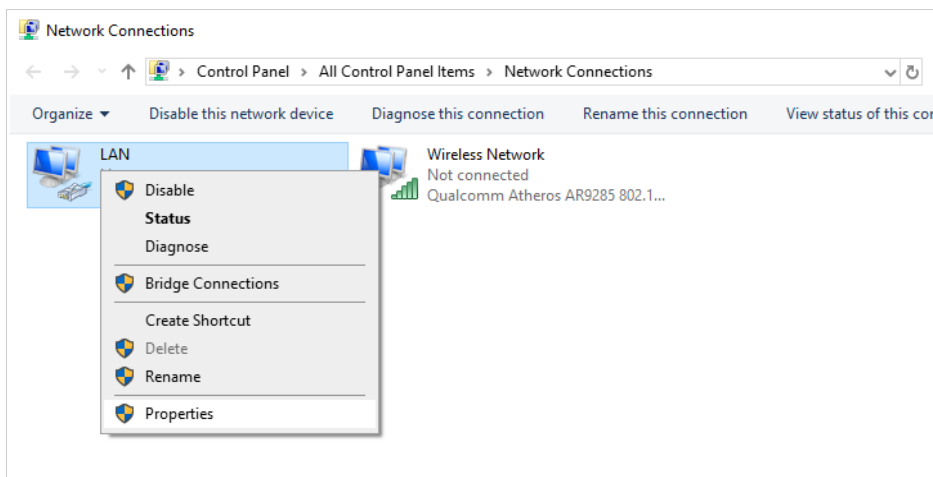 Network Connections
Control Panel > All Control Panel Items > Network Connections
Organize Disable this network device Diagnose this connection Rename this connection View status of this cor
LAN
Wireless Network
Not connected
Qualcomm Atheros AR9285 802.1...
Disable
Status
Diagnose
Bridge Connections
Create Shortcut
Delete
Rename
Properties